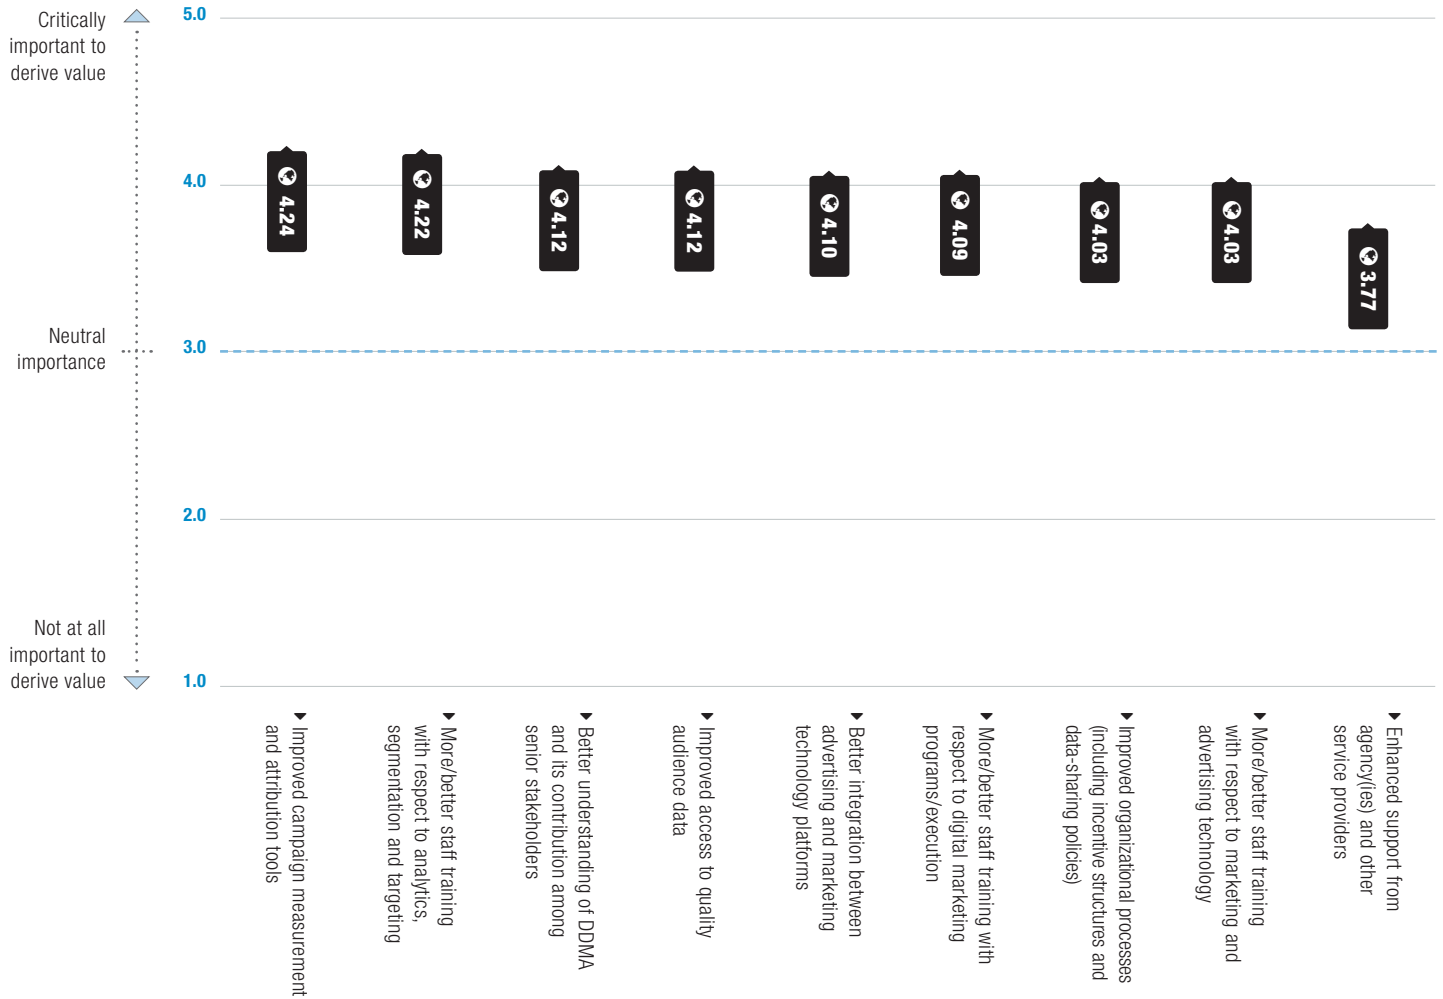 Critically
important to
derive value
Neutral
importance
Not at all
important to
derive value
5.0
4.0
3.0
2.0
1.0
4.24
4.22
4.12
4.12
4.10
4.09
4.03
4.03
3.77
Improved campaign measurement
and attribution tools
More/better staff training
with respect to analytics,
segmentation and targeting
Better understanding of DDMA
and its contribution among
senior stakeholders
Improved access to quality
audience data
Better integration between
advertising and marketing
technology platforms
More/better staff training with
respect to digital marketing
programs/execution
Improved organizational processes
(including incentive structures and
data-sharing policies)
More/better staff training
with respect to marketing and
advertising technology
Enhanced support from
agency(ies) and other
service providers